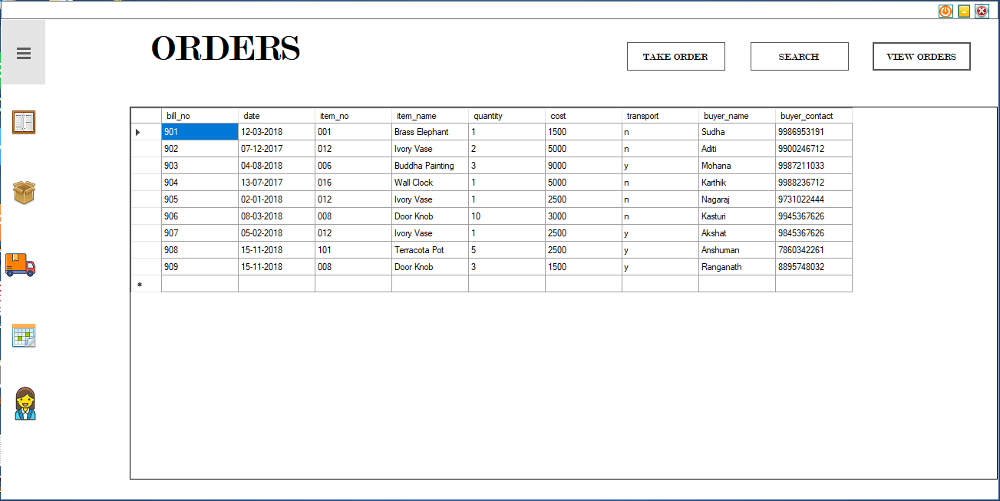 ORDERS
TAKE ORDER SEARCH VIEW ORDERS
bill_no date item_no item_name quantity cost transport buyer_name buyer_contact
901 12-03-2018 001 Brass Elephant 1 1500 n Sudha 9986953191
902 07-12-2017 012 Ivory Vase 2 5000 n Aditi 9900246712
903 04-08-2018 006 Buddha Painting 3 9000 y Mohana 9987211033
904 13-07-2017 016 Wall Clock 1 5000 n Karthik 9988236712
905 02-01-2018 012 Ivory Vase 1 2500 n Nagaraj 9731022444
906 08-03-2018 008 Door Knob 10 3000 n Kasturi 9945367626
907 05-02-2018 012 Ivory Vase 1 2500 y Akshat 9845367626
908 15-11-2018 101 Terracota Pot 5 2500 y Anshuman 7860342261
909 15-11-2018 008 Door Knob 3 1500 y Ranganath 8895748032